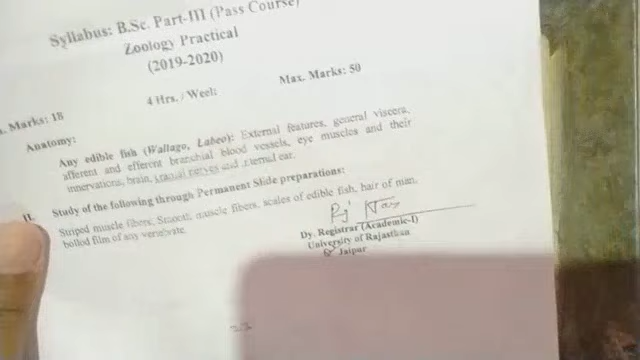 Syllabus: B.Sc. Part-III (Pass Course)
Zoology Practical
(2019-2020)
Marks: 18
4 Hrs. / Week
Max. Marks: 50
Anatomy:
Any edible fish (Wallago, Labeo): External features, general viscera,
afferent and efferent branchial blood vessels, eye muscles and their
innervations, brain, cranial nerves and internal ear.
II. Study of the following through Permanent Slide preparations:
Striped muscle fibers, Smooth muscle fibers, scales of edible fish, hair of man,
film of any vertebrate.
Dy. Registrar (Academic-I)
University of Rajasthan
Jaipur